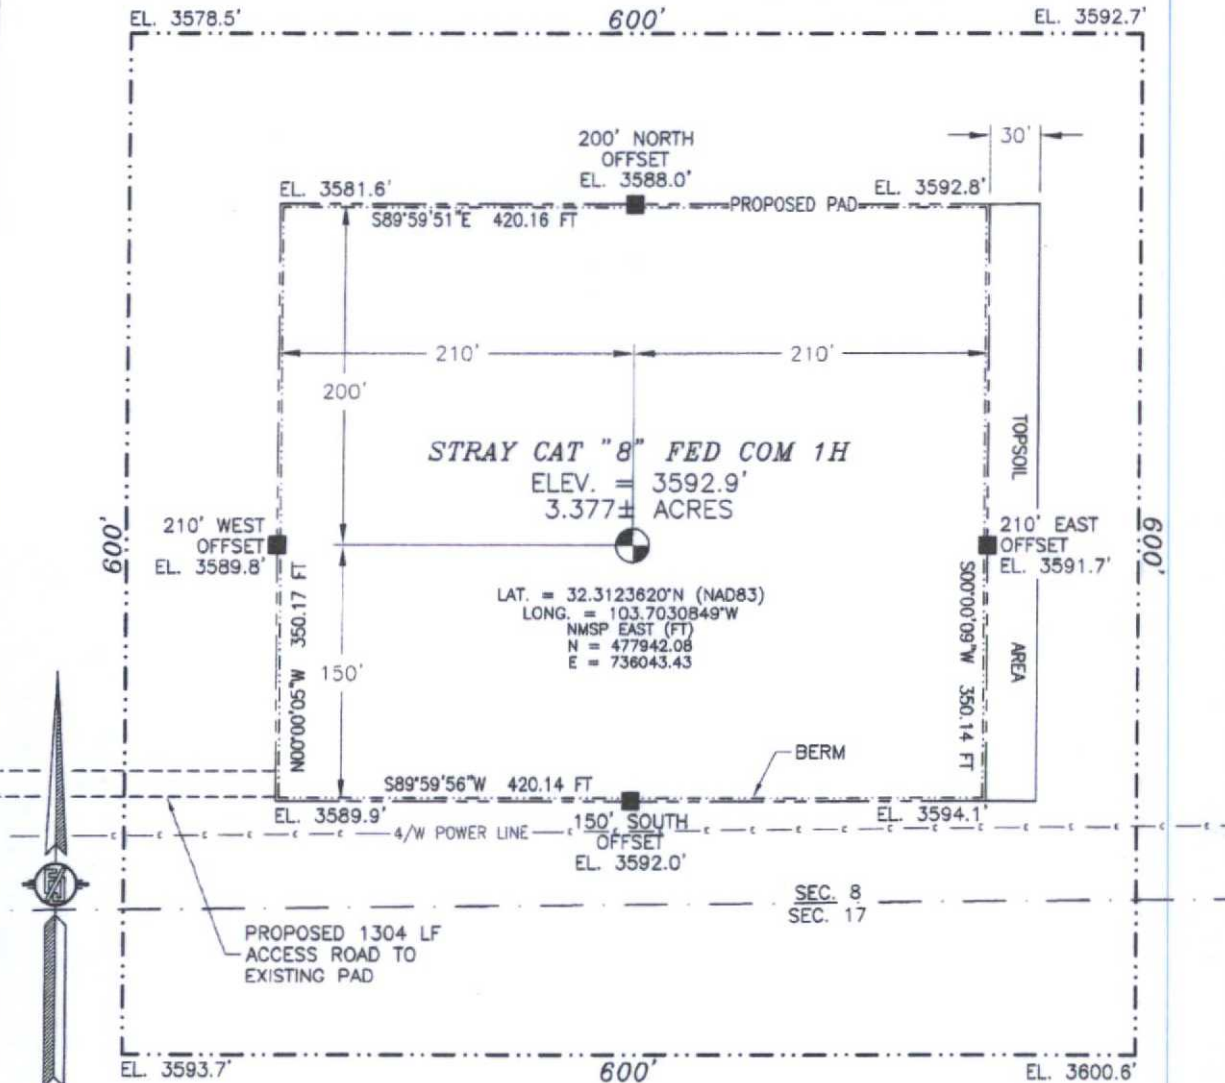 EL. 3578.5'
600'
EL. 3592.7'
200' NORTH
OFFSET
EL. 3588.0'
30'
EL. 3581.6'
EL. 3592.8'
PROPOSED PAD
S89°59'51"E 420.16 FT
210'
210'
200'
TOPSOIL
AREA
STRAY CAT "8" FED COM 1H
ELEV. = 3592.9'
3.377± ACRES
600'
210' WEST
OFFSET
EL. 3589.8'
210' EAST
OFFSET
EL. 3591.7'
600'
LAT. = 32.3123620°N (NAD83)
LONG. = 103.7030849°W
NMSP EAST (FT)
N = 477942.08
E = 736043.43
N00°00'05"W 350.17 FT
150'
S00°00'09"W 350.14 FT
BERM
S89°59'56"W 420.14 FT
EL. 3589.9'
EL. 3594.1'
4/W POWER LINE
150' SOUTH
OFFSET
EL. 3592.0'
SEC. 8
SEC. 17
PROPOSED 1304 LF
ACCESS ROAD TO
EXISTING PAD
EL. 3593.7'
600'
EL. 3600.6'